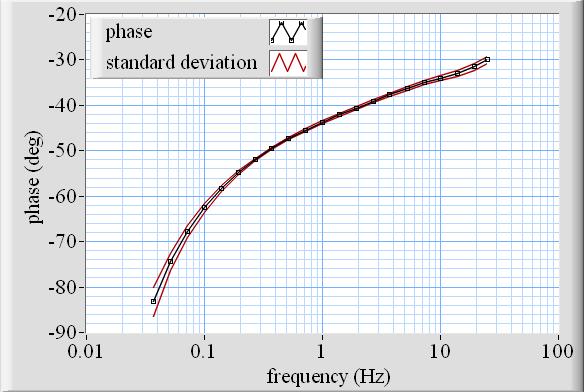 phase
standard deviation
-20
-30
-40
-50
-60
-70
-80
-90
phase (deg)
0.01 0.1 1 10 100
frequency (Hz)